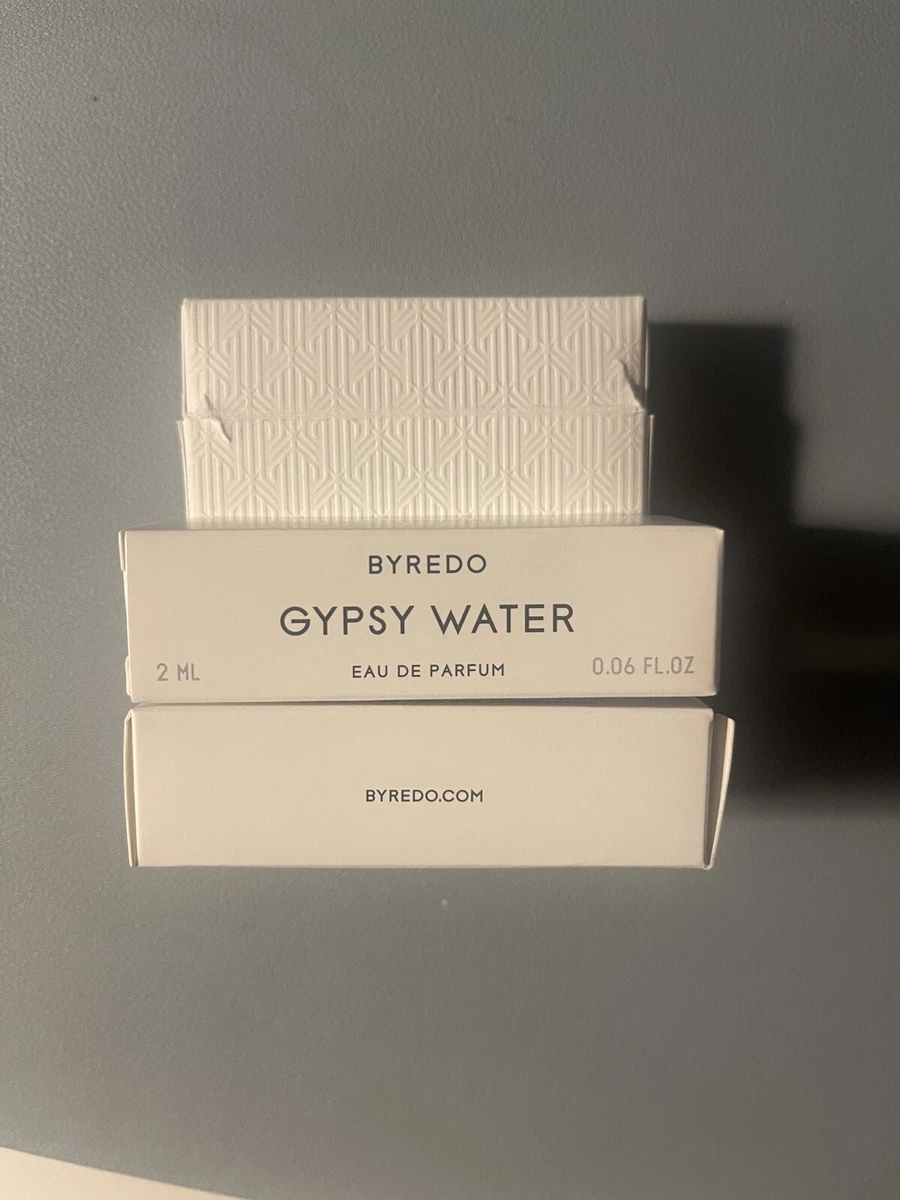 BYREDO
GYPSY WATER
2 ML EAU DE PARFUM 0.06 FL.OZ
BYREDO.COM